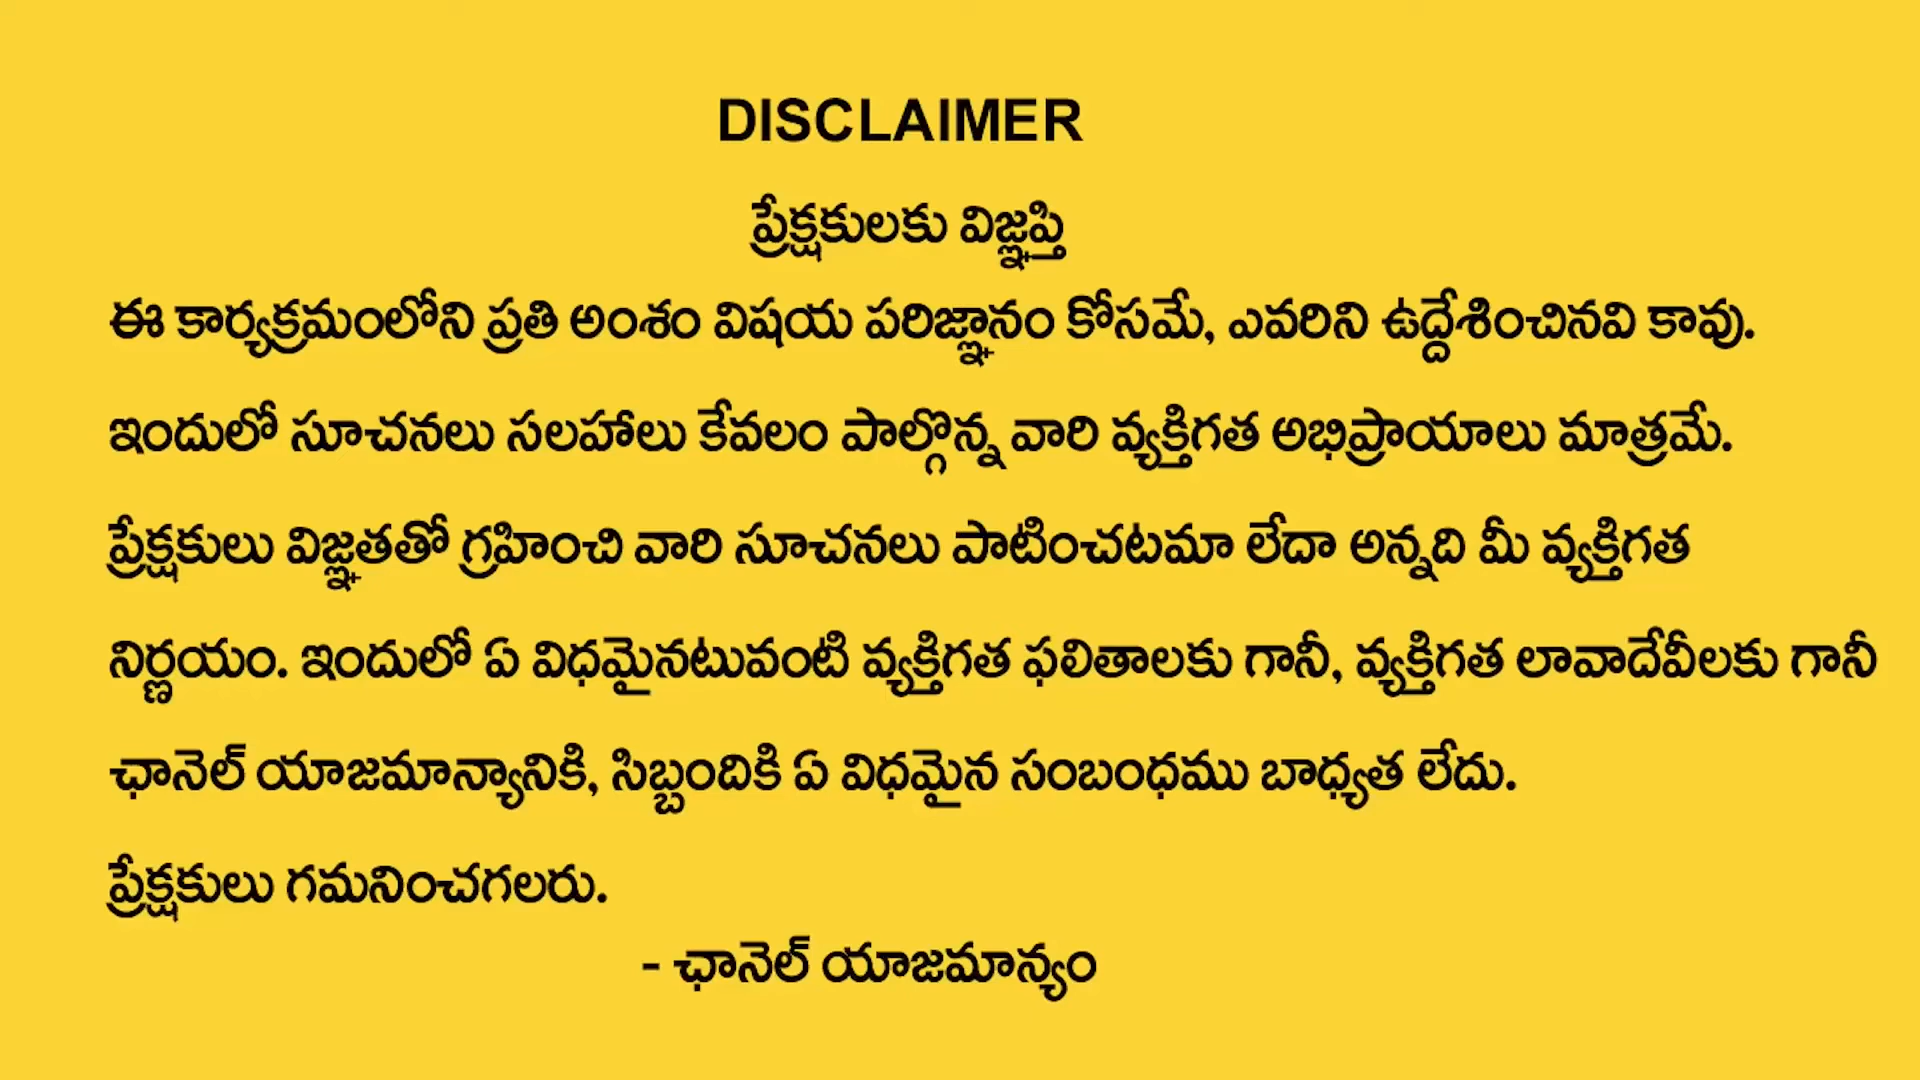 DISCLAIMER
ప్రేక్షకులకు విజ్ఞప్తి
ఈ కార్యక్రమంలోని ప్రతి అంశం విషయ పరిజ్ఞానం కోసమే, ఎవరిని ఉద్దేశించినవి కావు.
ఇందులో సూచనలు సలహాలు కేవలం పాల్గొన్న వారి వ్యక్తిగత అభిప్రాయాలు మాత్రమే.
ప్రేక్షకులు విజ్ఞతతో గ్రహించి వారి సూచనలు పాటించటమా లేదా అన్నది మీ వ్యక్తిగత
నిర్ణయం. ఇందులో ఏ విధమైనటువంటి వ్యక్తిగత ఫలితాలకు గానీ, వ్యక్తిగత లావాదేవీలకు గానీ
ఛానెల్ యాజమాన్యానికి, సిబ్బందికి ఏ విధమైన సంబంధము బాధ్యత లేదు.
ప్రేక్షకులు గమనించగలరు.
- ఛానెల్ యాజమాన్యం